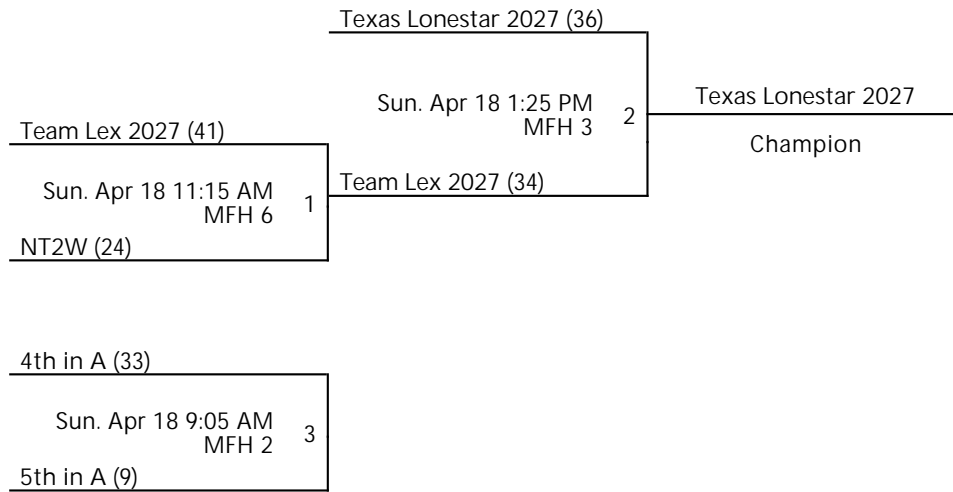 Texas Lonestar 2027 (36)
Sun. Apr 18 1:25 PM
MFH 3
2
Texas Lonestar 2027
Champion
Team Lex 2027 (41)
Sun. Apr 18 11:15 AM
MFH 6
1
Team Lex 2027 (34)
NT2W (24)
4th in A (33)
Sun. Apr 18 9:05 AM
MFH 2
3
5th in A (9)